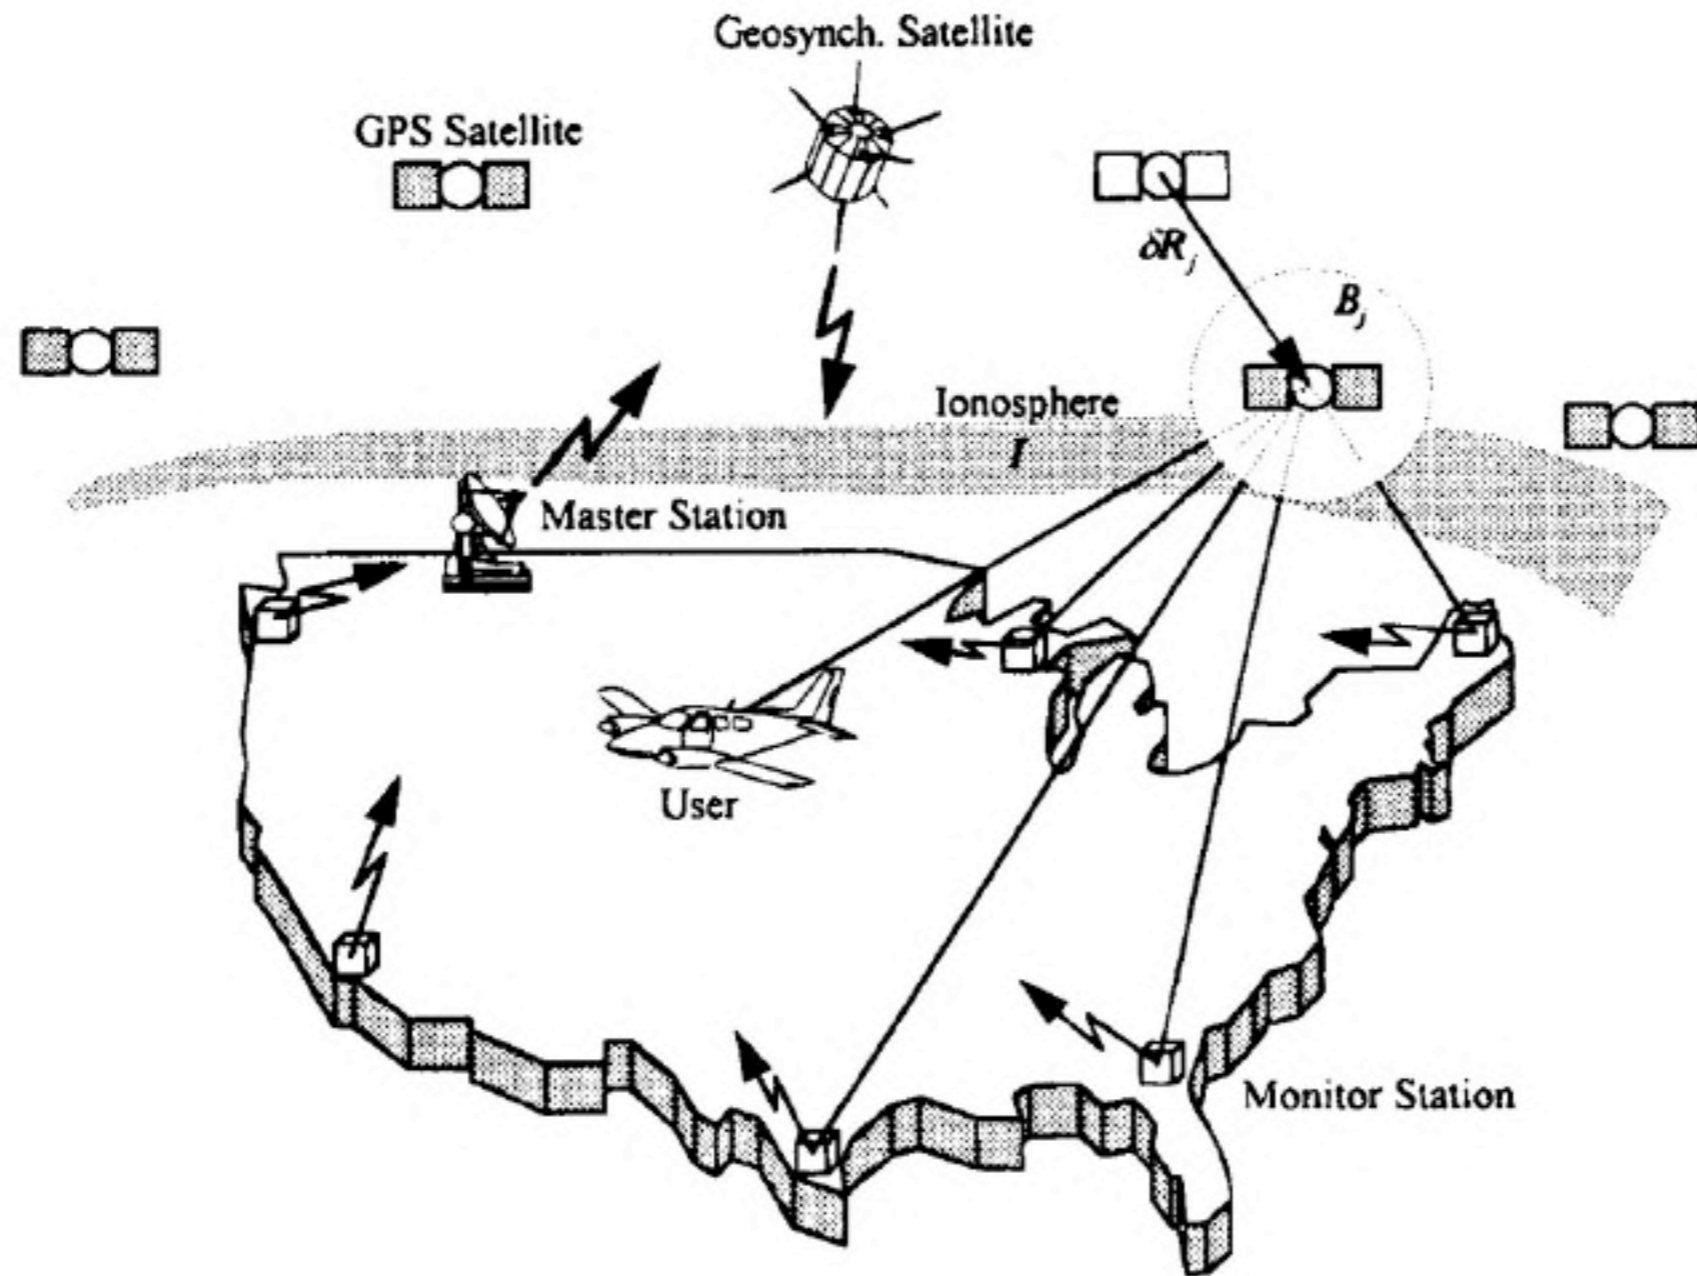 Geosynch. Satellite
GPS Satellite
δR_j
B_j
Ionosphere
I
Master Station
User
Monitor Station